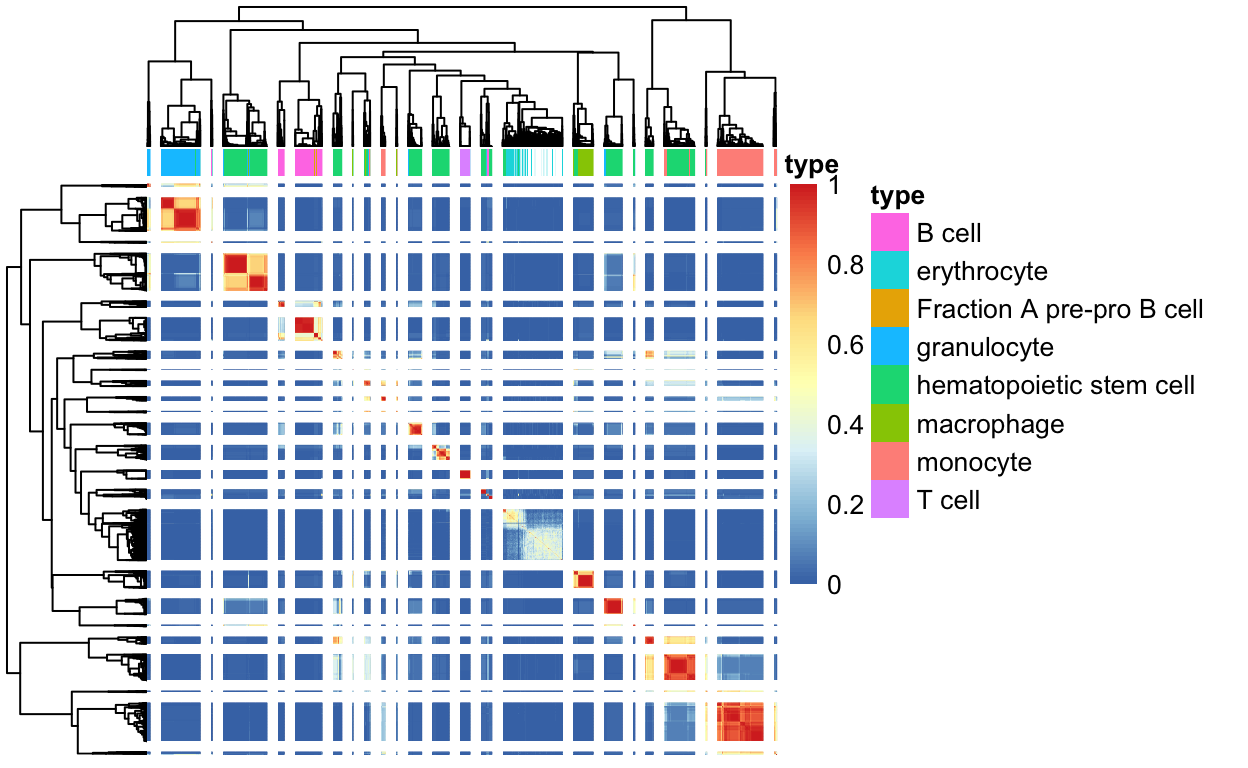 type
1
0.8
0.6
0.4
0.2
0
type
B cell
erythrocyte
Fraction A pre-pro B cell
granulocyte
hematopoietic stem cell
macrophage
monocyte
T cell